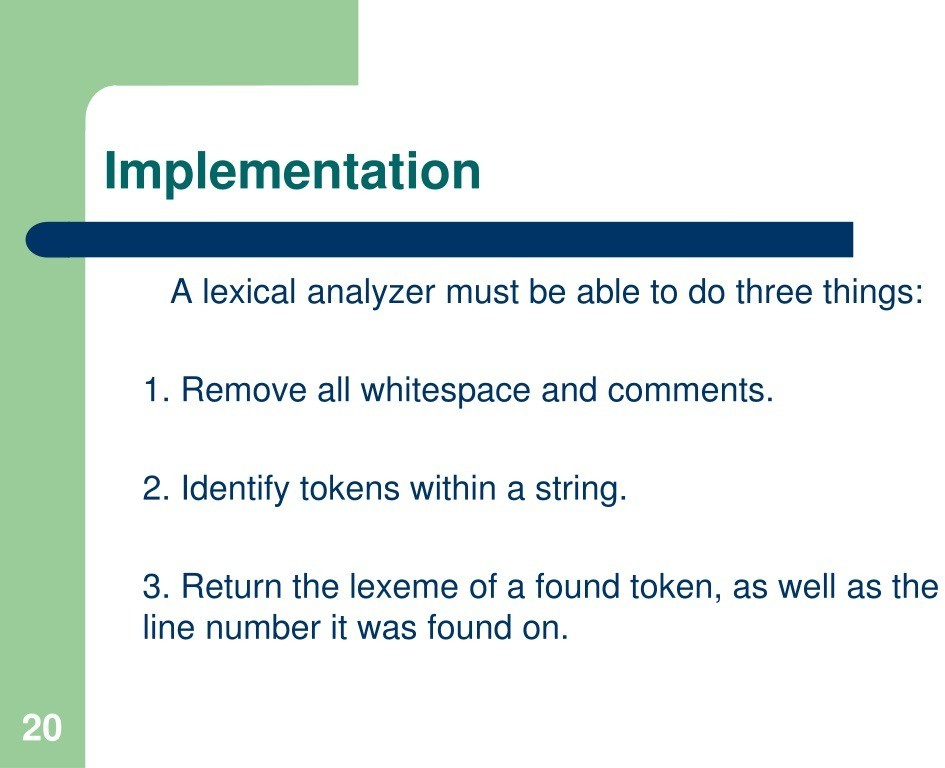 Implementation
A lexical analyzer must be able to do three things:
1. Remove all whitespace and comments.
2. Identify tokens within a string.
3. Return the lexeme of a found token, as well as the
line number it was found on.
20